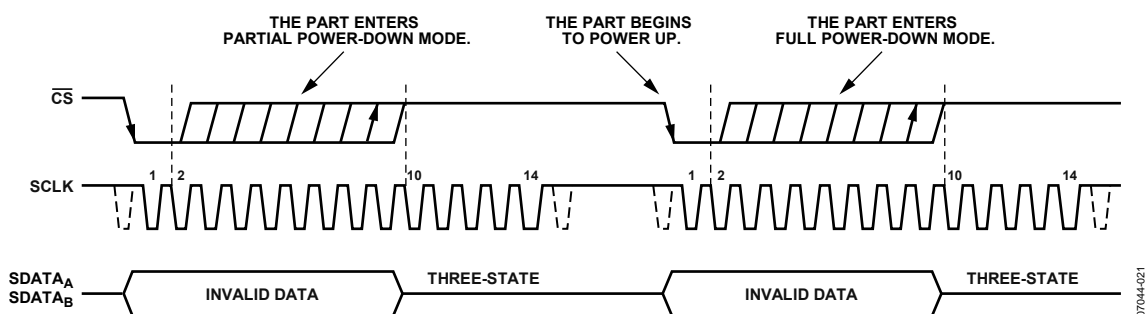 THE PART ENTERS
PARTIAL POWER-DOWN MODE.
THE PART BEGINS
TO POWER UP.
THE PART ENTERS
FULL POWER-DOWN MODE.
CS
SCLK
1 2 10 14 1 2 10 14
SDATAA
SDATAB
INVALID DATA THREE-STATE INVALID DATA THREE-STATE
07044-021